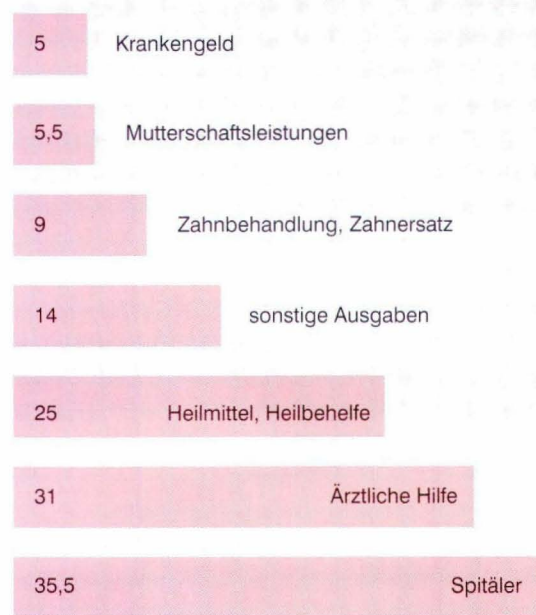 5 Krankengeld
5,5 Mutterschaftsleistungen
9 Zahnbehandlung, Zahnersatz
14 sonstige Ausgaben
25 Heilmittel, Heilbehelfe
31 Ärztliche Hilfe
35,5 Spitäler